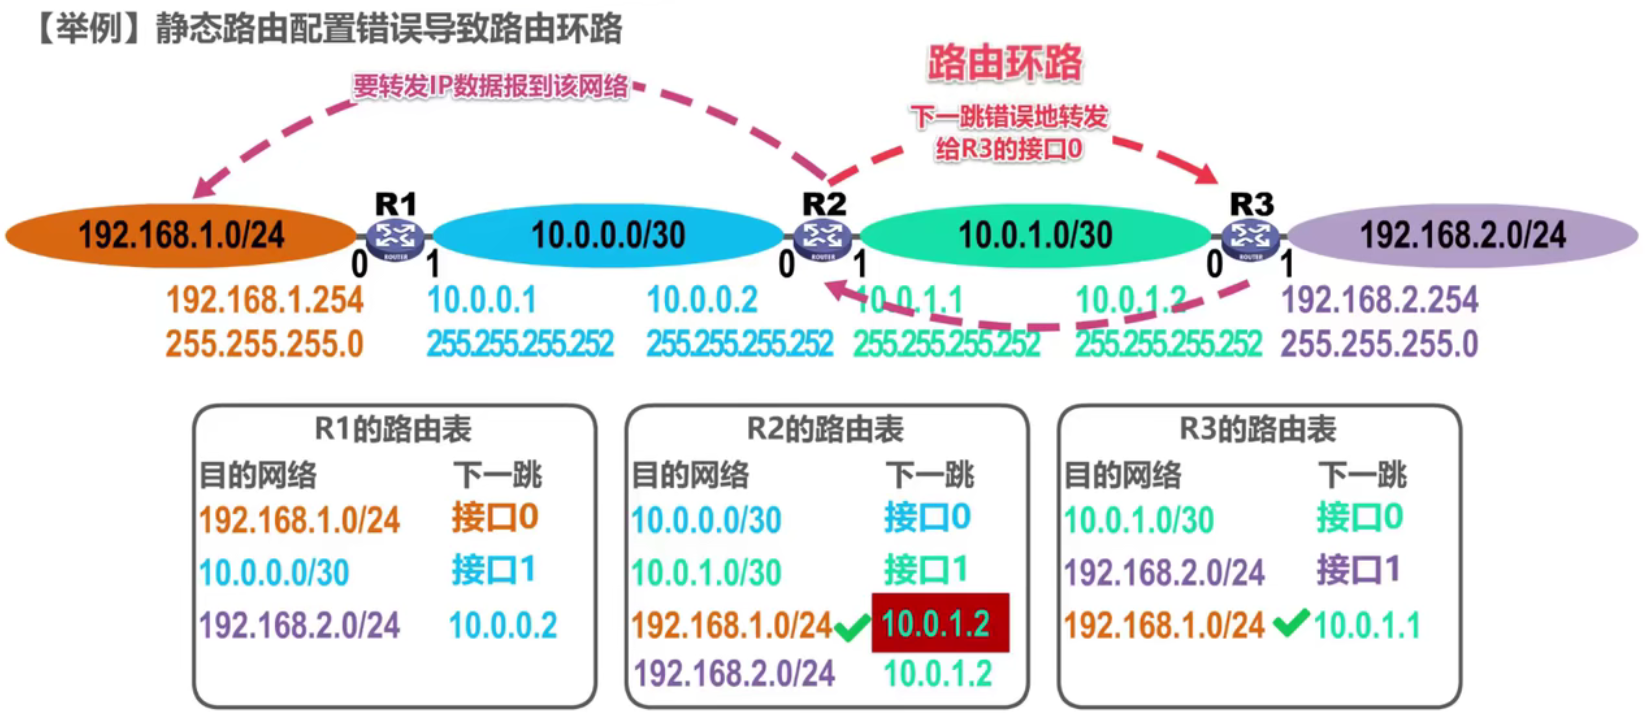 【举例】静态路由配置错误导致路由环路
路由环路
要转发IP数据报到该网络
下一跳错误地转发
给R3的接口0
R1 R2 R3
192.168.1.0/24 10.0.0.0/30 10.0.1.0/30 192.168.2.0/24
ROUTER ROUTER ROUTER
0 1 0 1 0 1
192.168.1.254 10.0.0.1 10.0.0.2 10.0.1.1 10.0.1.2 192.168.2.254
255.255.255.0 255.255.255.252 255.255.255.252 255.255.255.252 255.255.255.252 255.255.255.0
R1的路由表
目的网络 下一跳
192.168.1.0/24 接口0
10.0.0.0/30 接口1
192.168.2.0/24 10.0.0.2
R2的路由表
目的网络 下一跳
10.0.0.0/30 接口0
10.0.1.0/30 接口1
192.168.1.0/24 10.0.1.2
192.168.2.0/24 10.0.1.2
R3的路由表
目的网络 下一跳
10.0.1.0/30 接口0
192.168.2.0/24 接口1
192.168.1.0/24 10.0.1.1